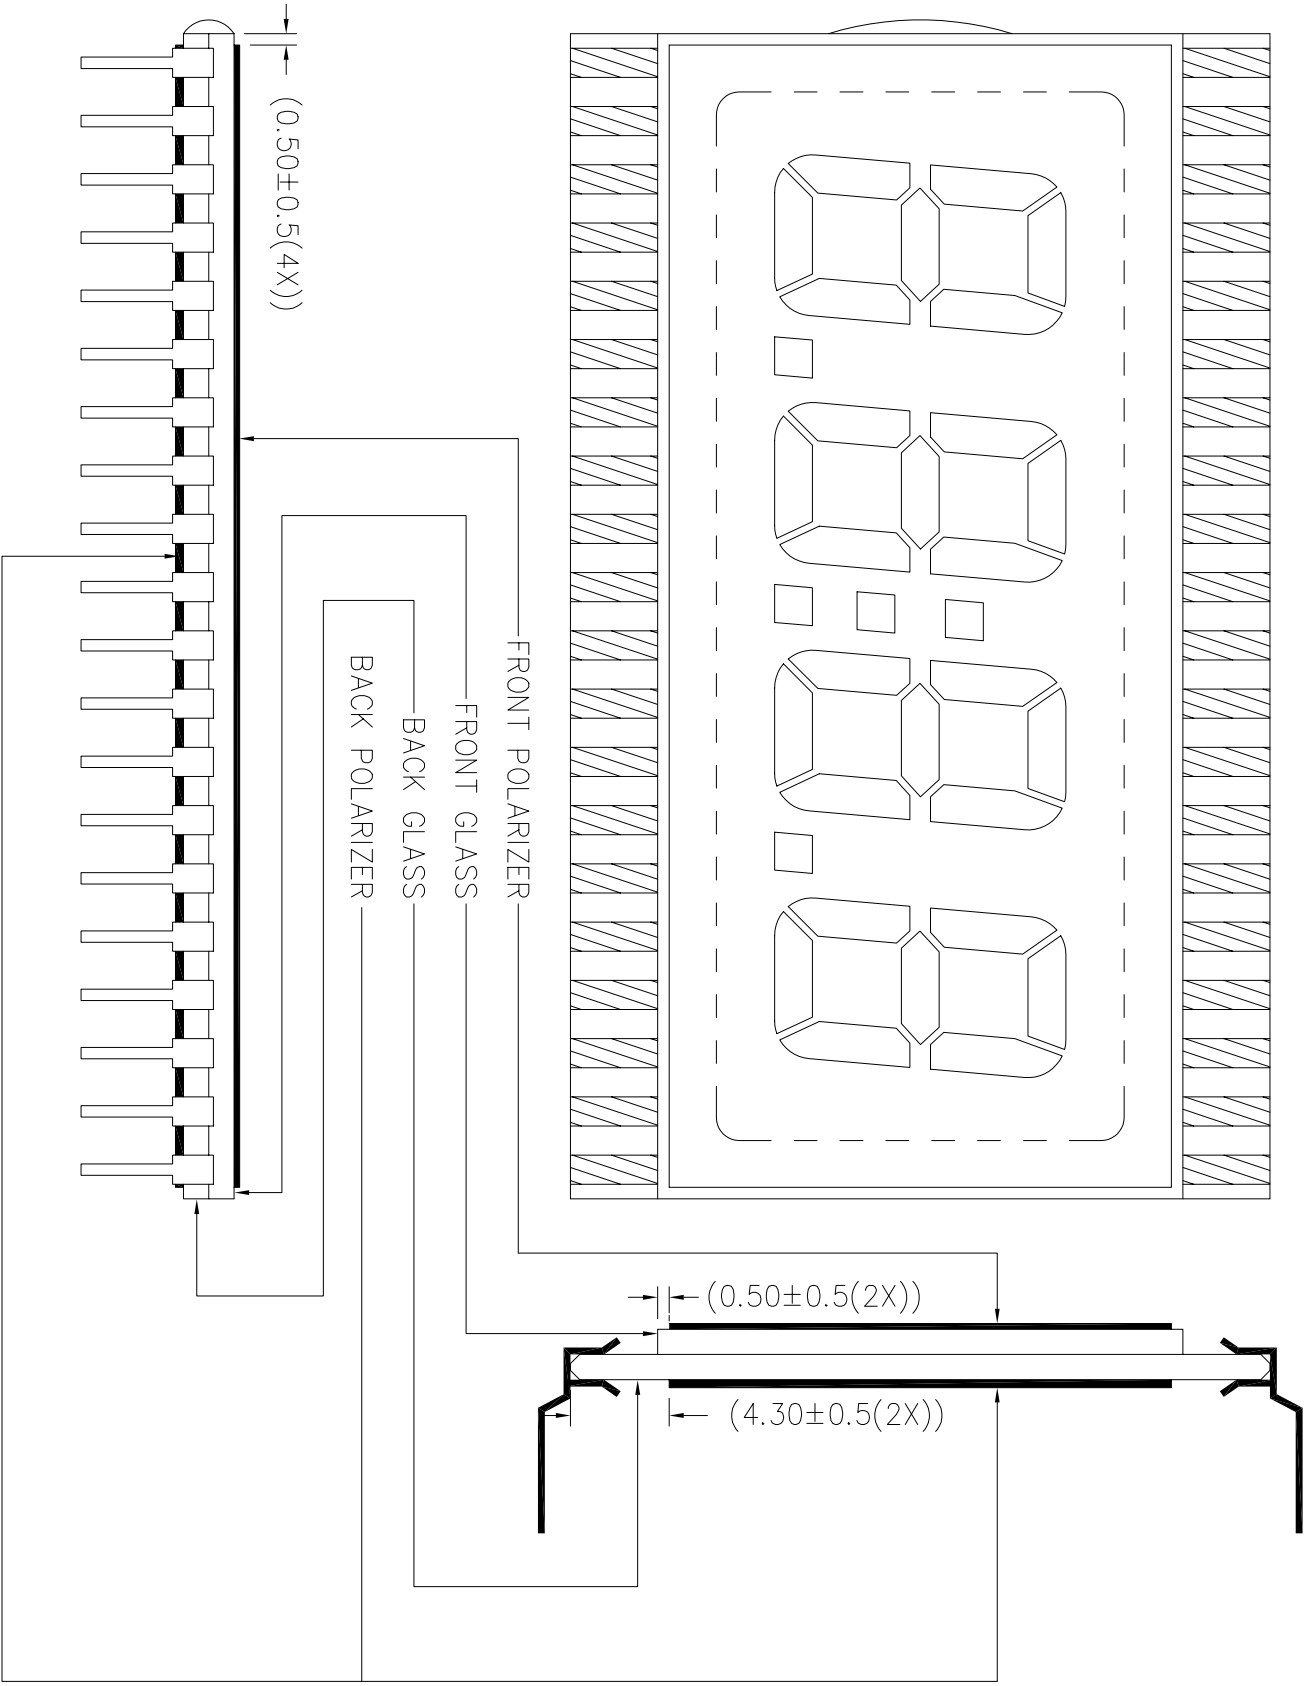 (0.50±0.5(4X))
FRONT POLARIZER
FRONT GLASS
BACK GLASS
BACK POLARIZER
(0.50±0.5(2X))
(4.30±0.5(2X))